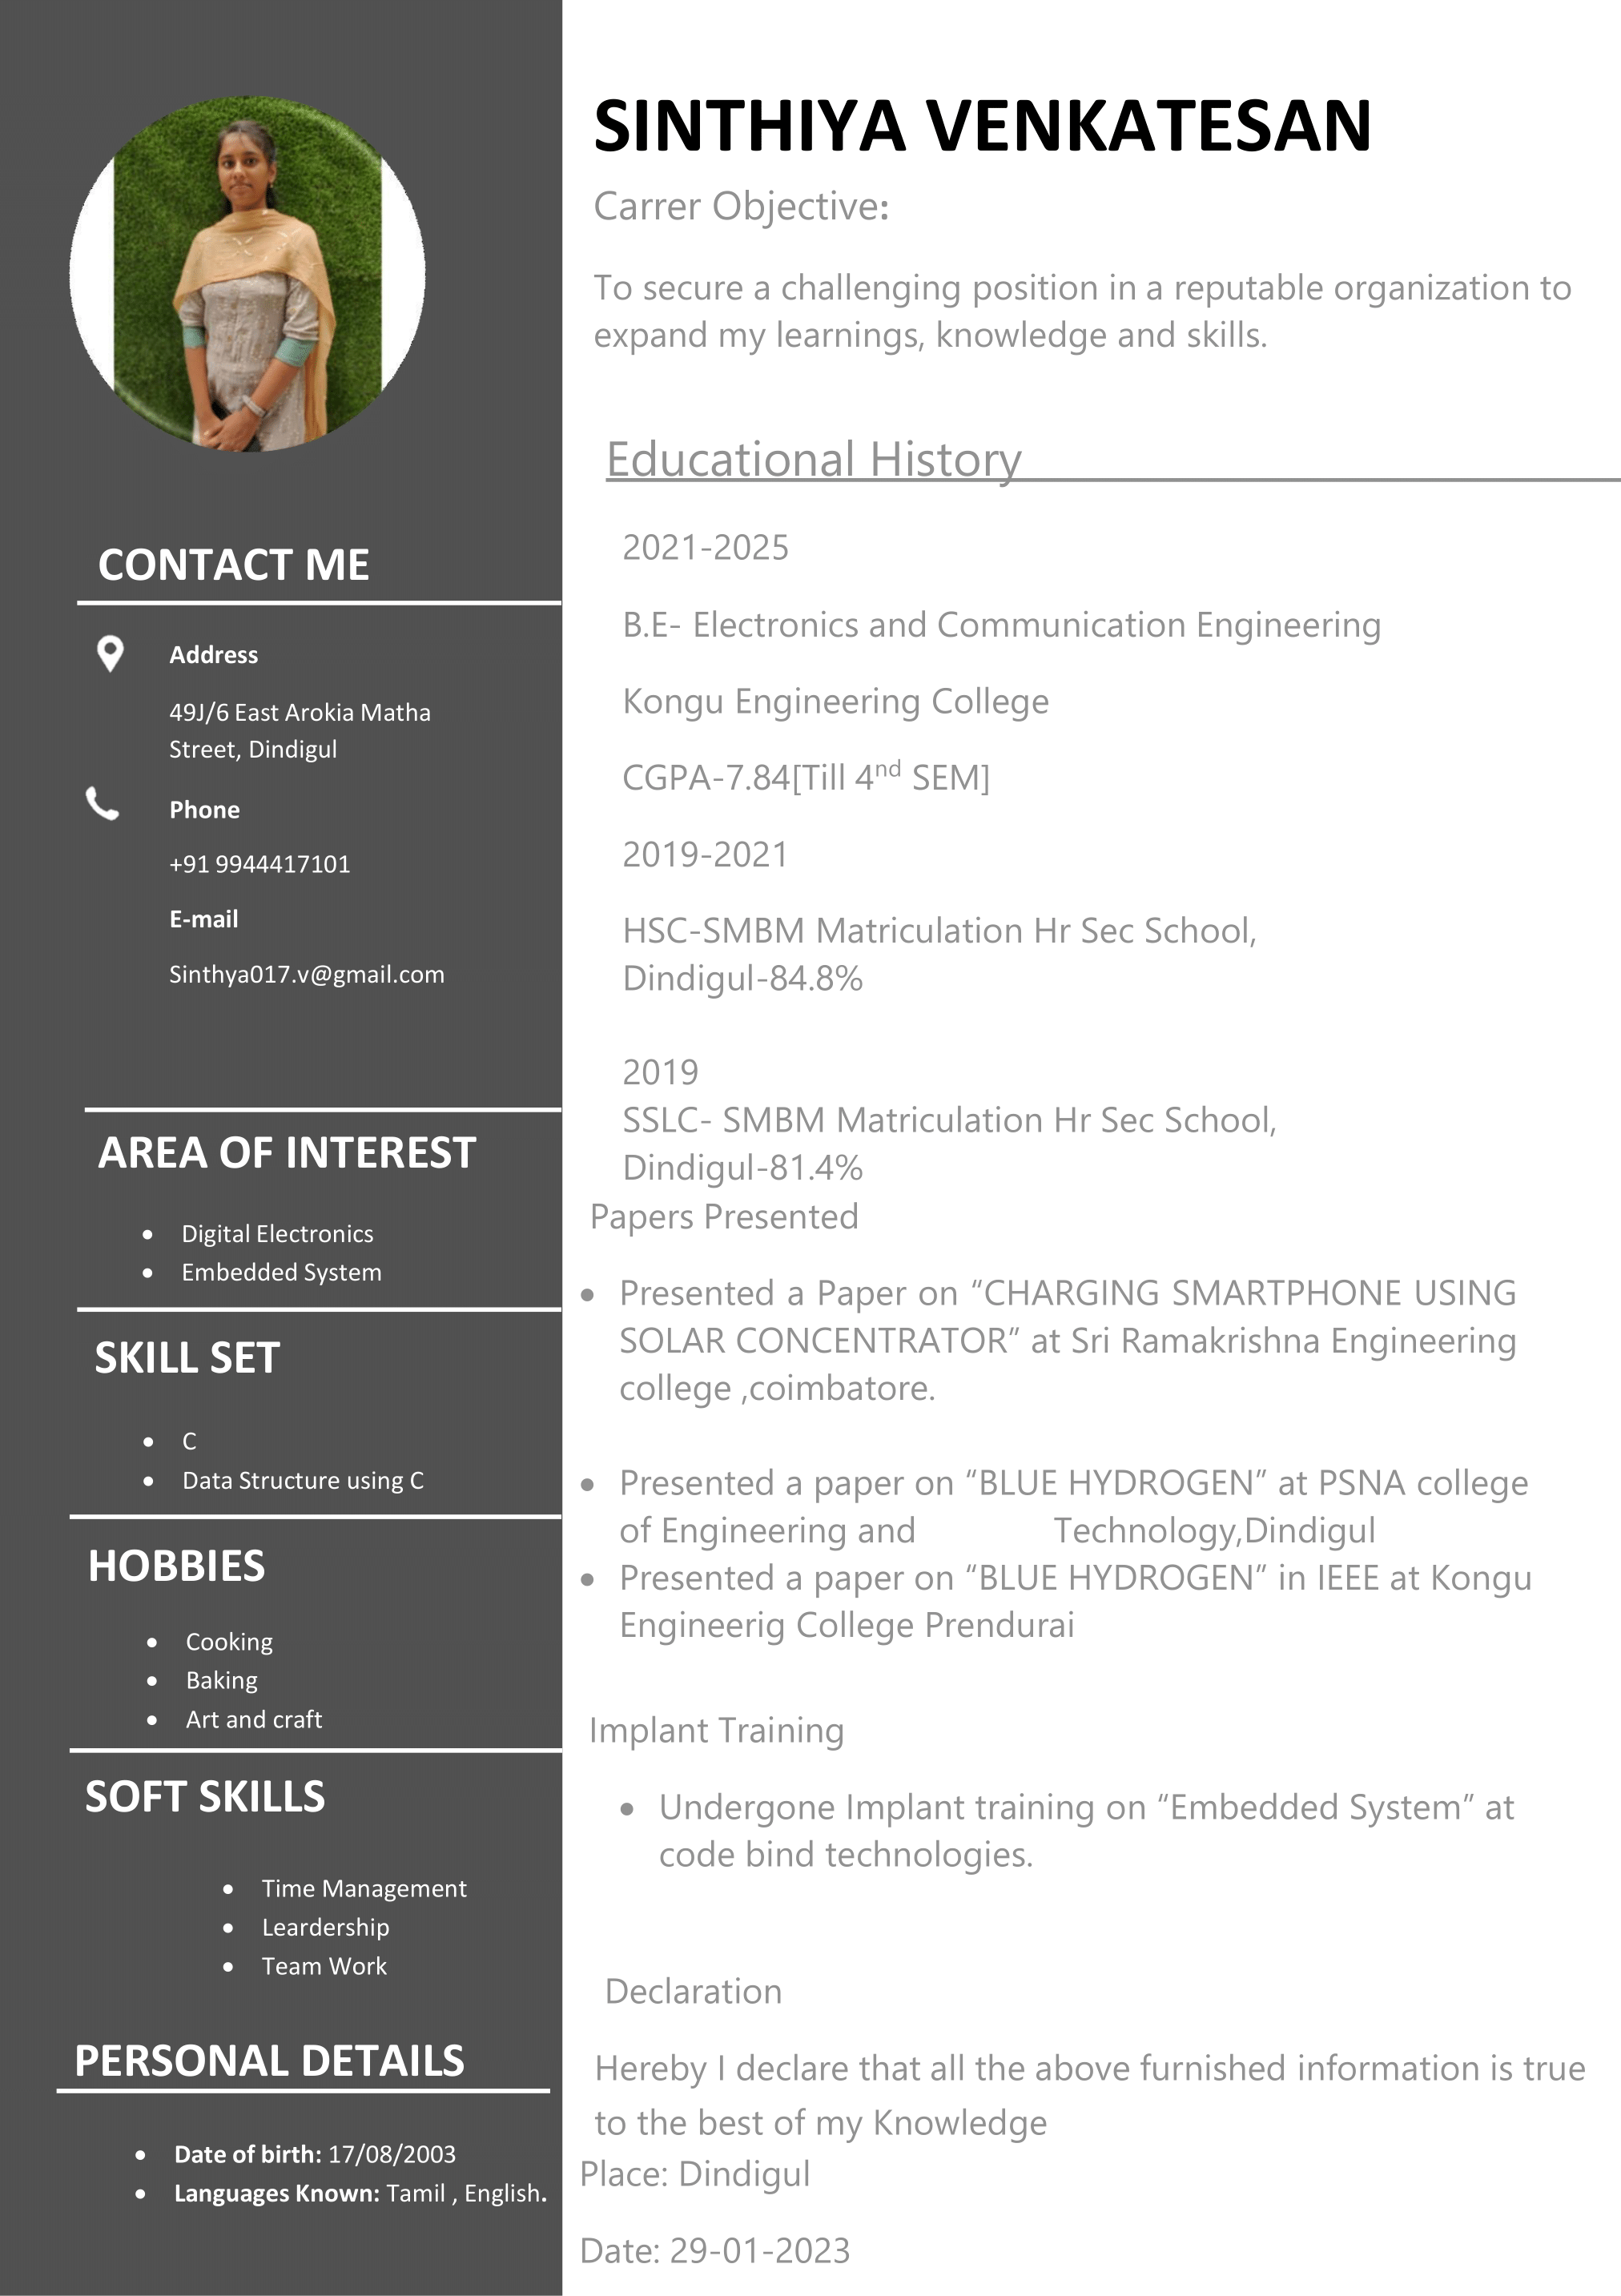 SINTHIYA VENKATESAN
Carrer Objective:
To secure a challenging position in a reputable organization to
expand my learnings, knowledge and skills.
Educational History
2021-2025
B.E- Electronics and Communication Engineering
Kongu Engineering College
CGPA-7.84[Till 4nd SEM]
2019-2021
HSC-SMBM Matriculation Hr Sec School,
Dindigul-84.8%
2019
SSLC- SMBM Matriculation Hr Sec School,
Dindigul-81.4%
Papers Presented
• Presented a Paper on “CHARGING SMARTPHONE USING
SOLAR CONCENTRATOR” at Sri Ramakrishna Engineering
college ,coimbatore.
• Presented a paper on “BLUE HYDROGEN” at PSNA college
of Engineering and Technology,Dindigul
• Presented a paper on “BLUE HYDROGEN” in IEEE at Kongu
Engineerig College Prendurai
Implant Training
• Undergone Implant training on “Embedded System” at
code bind technologies.
Declaration
Hereby I declare that all the above furnished information is true
to the best of my Knowledge
Place: Dindigul
Date: 29-01-2023
CONTACT ME
Address
49J/6 East Arokia Matha
Street, Dindigul
Phone
+91 9944417101
E-mail
Sinthya017.v@gmail.com
AREA OF INTEREST
• Digital Electronics
• Embedded System
SKILL SET
• C
• Data Structure using C
HOBBIES
• Cooking
• Baking
• Art and craft
SOFT SKILLS
• Time Management
• Leardership
• Team Work
PERSONAL DETAILS
• Date of birth: 17/08/2003
• Languages Known: Tamil , English.